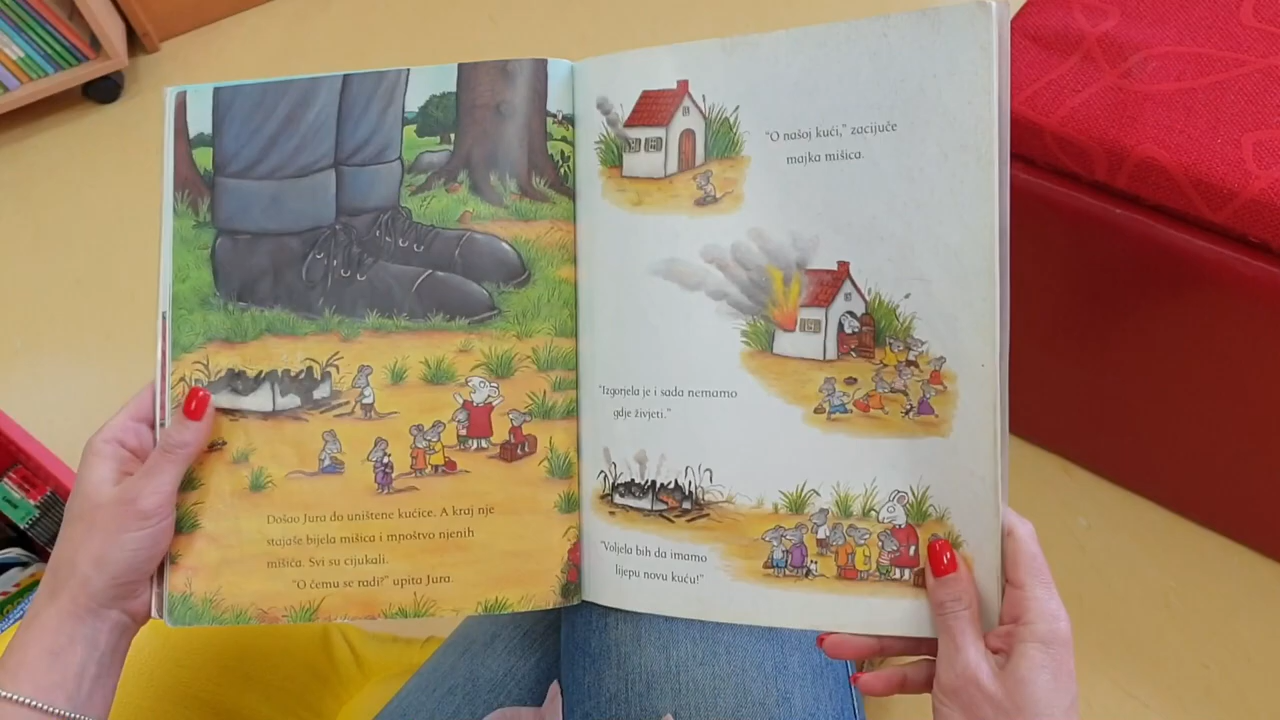 Došao Jura do uništene kućice. A kraj nje
stajaše bijela mišica i mnoštvo njenih
mišića. Svi su cijukali.
"O čemu se radi?" upita Jura.
"O našoj kući," zacijuče
majka mišica.
"Izgorjela je i sada nemamo
gdje živjeti."
"Voljela bih da imamo
lijepu novu kuću!"